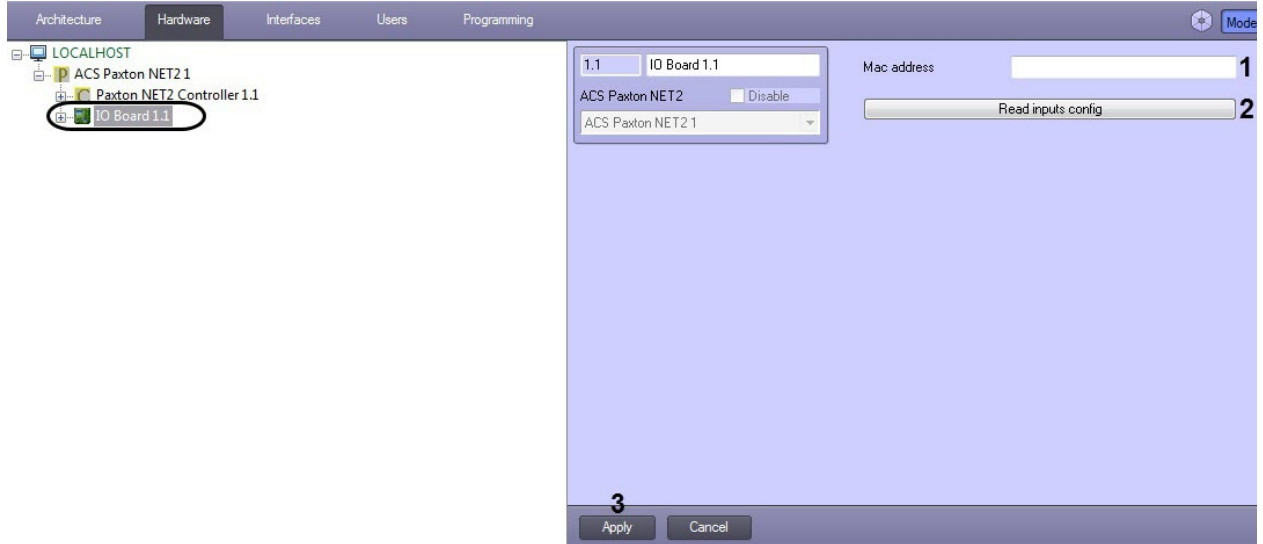 Architecture Hardware Interfaces Users Programming Mode
LOCALHOST
ACS Paxton NET2 1
Paxton NET2 Controller 1.1
IO Board 1.1
1.1 IO Board 1.1
ACS Paxton NET2 Disable
ACS Paxton NET2 1
Mac address 1
Read inputs config 2
3
Apply Cancel